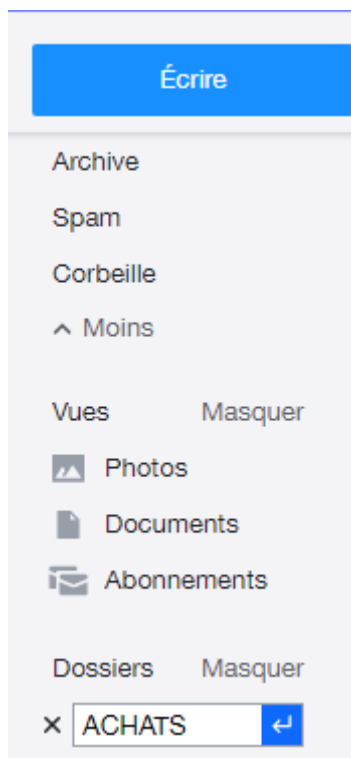 Écrire
Archive
Spam
Corbeille
Moins
Vues Masquer
Photos
Documents
Abonnements
Dossiers Masquer
ACHATS